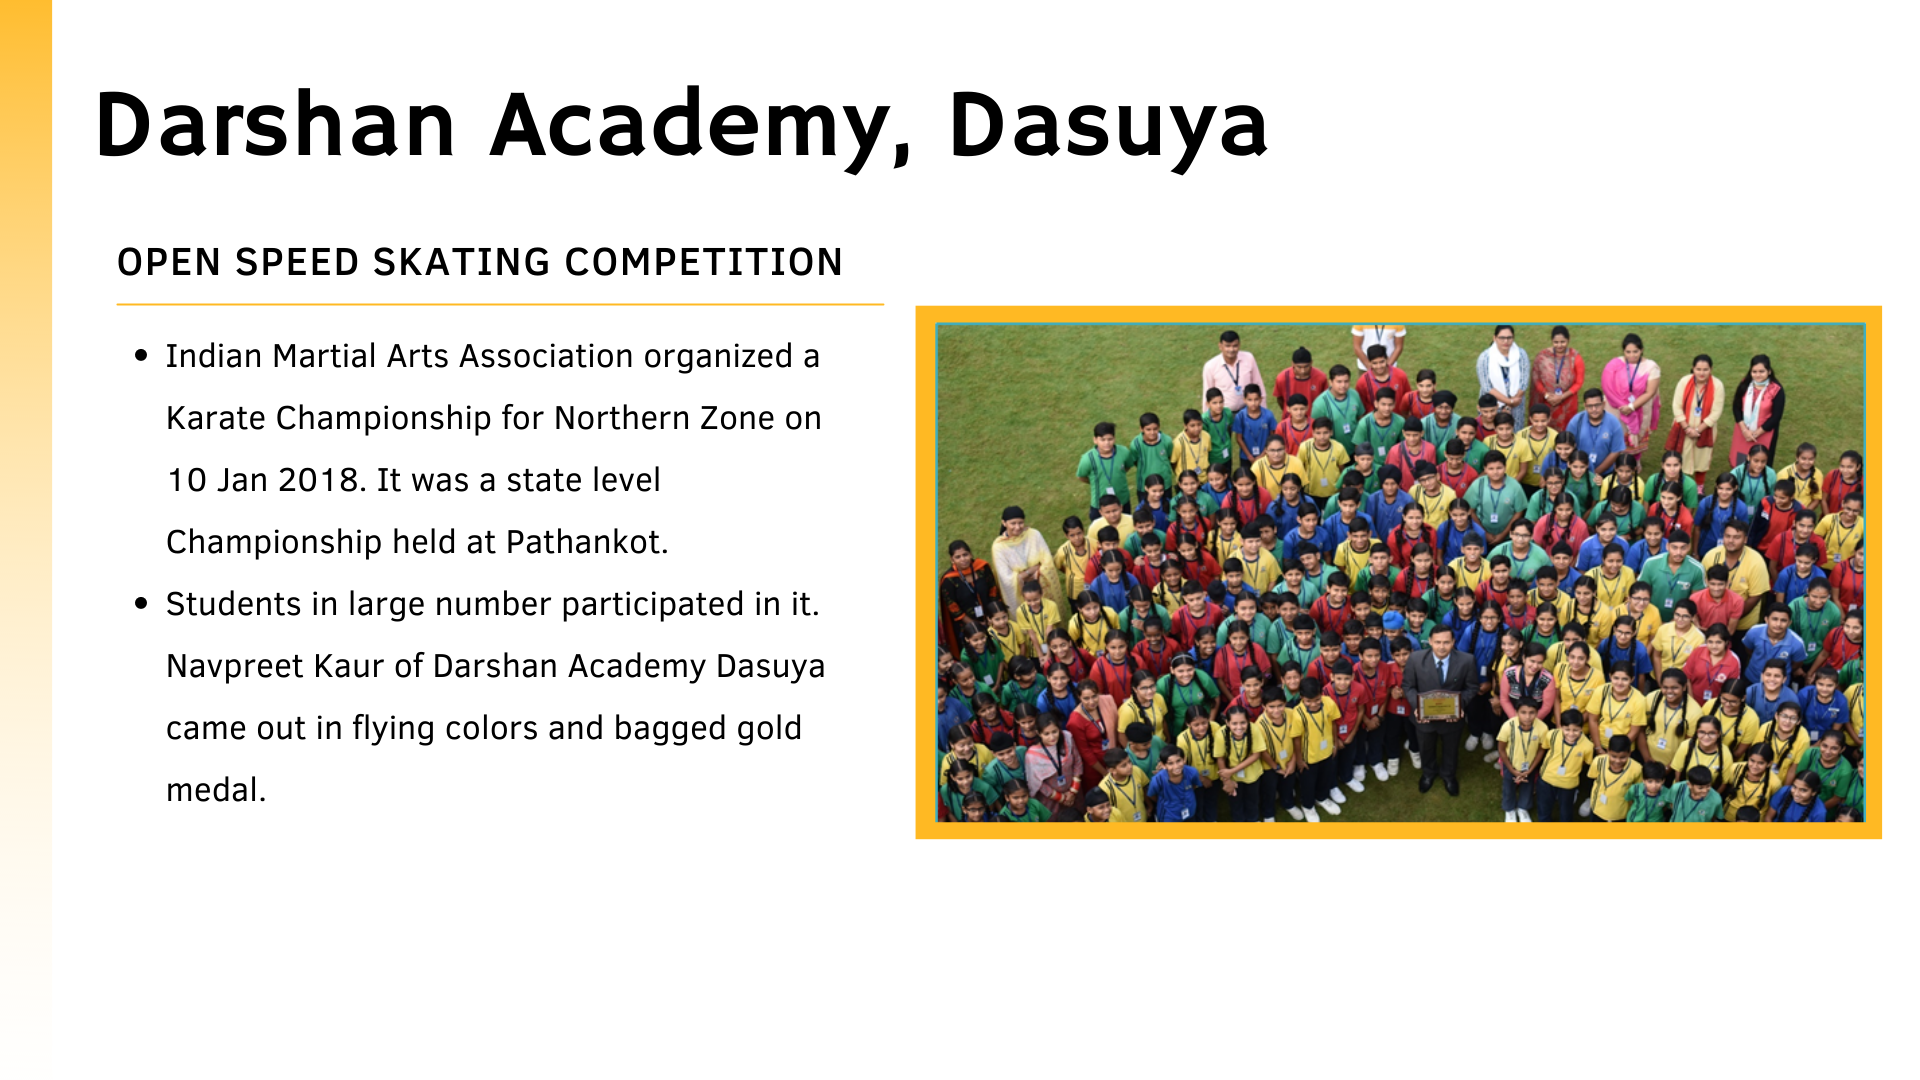 Darshan Academy, Dasuya
OPEN SPEED SKATING COMPETITION
• Indian Martial Arts Association organized a
Karate Championship for Northern Zone on
10 Jan 2018. It was a state level
Championship held at Pathankot.
• Students in large number participated in it.
Navpreet Kaur of Darshan Academy Dasuya
came out in flying colors and bagged gold
medal.